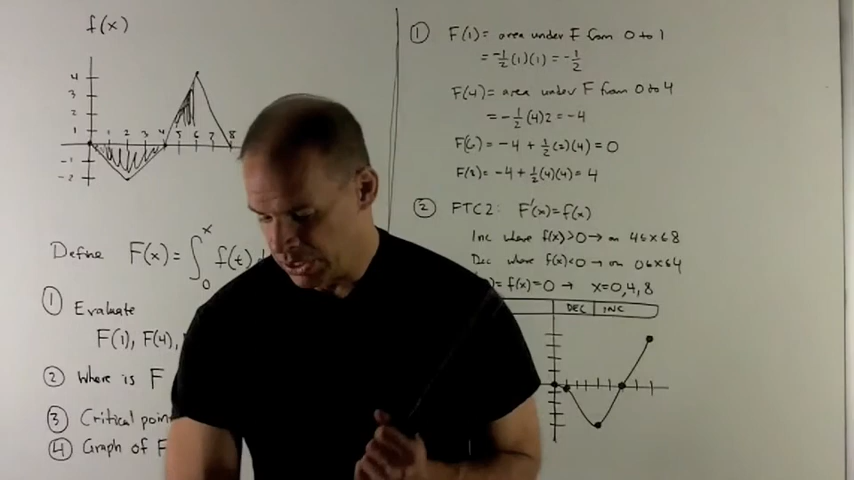 f(x)
4
3
2
1
1 2 3 4 5 6 7 8
-1
-2
Define F(x) = ∫₀ˣ f(t)
① Evaluate
F(1), F(4),
② Where is F
③ Critical poin
④ Graph of F
① F(1) = area under F from 0 to 1
= -½(1)(1) = -½
F(4) = area under F from 0 to 4
= -½(4)2 = -4
F(6) = -4 + ½(2)(4) = 0
F(8) = -4 + ½(4)(4) = 4
② FTC2: F'(x) = f(x)
Inc where f(x)>0 → on 4≤x≤8
Dec where f(x)<0 → on 0≤x≤4
)= f(x)=0 → x=0,4,8
DEC INC